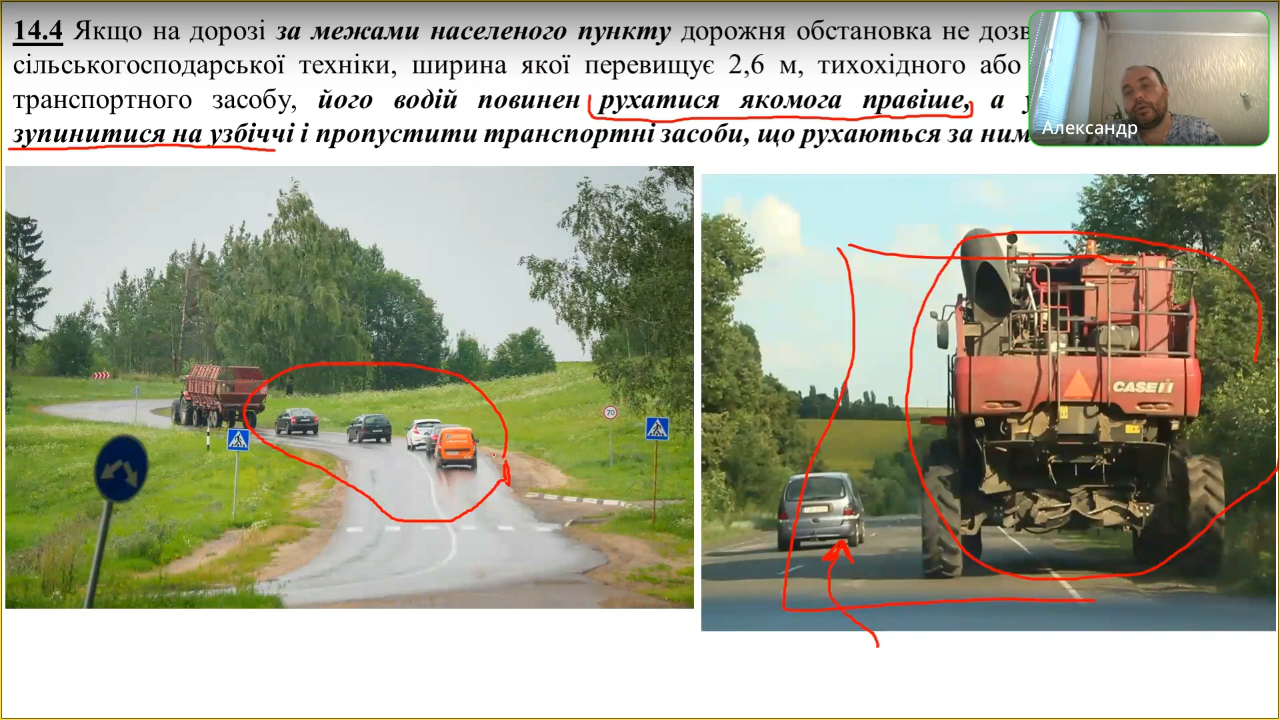 14.4 Якщо на дорозі за межами населеного пункту дорожня обстановка не
сільськогосподарської техніки, ширина якої перевищує 2,6 м, тихохідного або
транспортного засобу, його водій повинен рухатися якомога правіше, а
зупинитися на узбіччі і пропустити транспортні засоби, що рухаються за ним
Александр
70
CASE IH